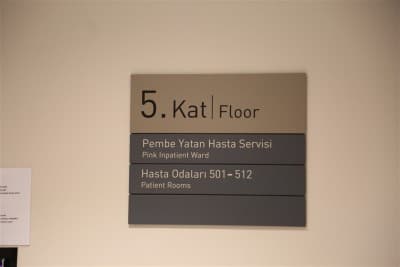 5. Kat | Floor
Pembe Yatan Hasta Servisi
Pink Inpatient Ward
Hasta Odaları 501-512
Patient Rooms